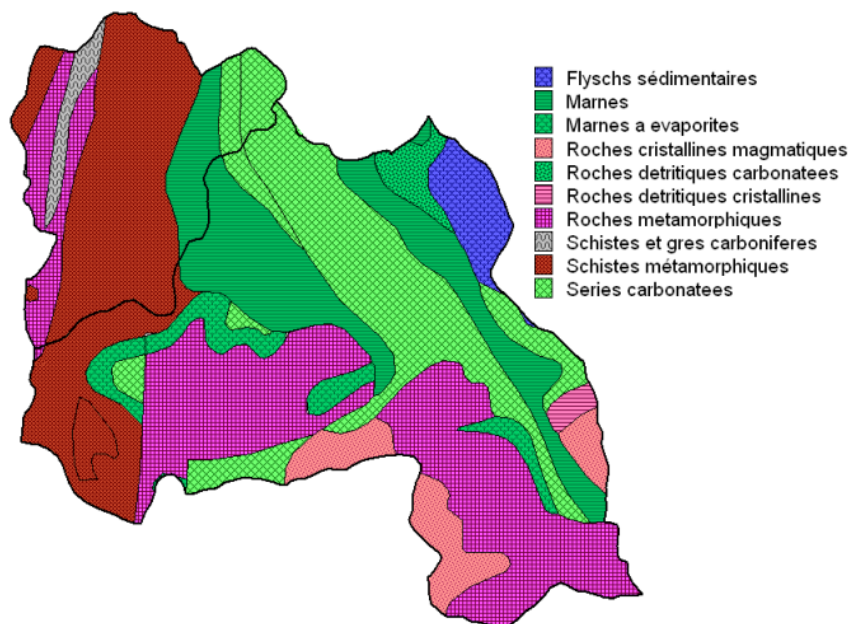 Flyschs sédimentaires
Marnes
Marnes a evaporites
Roches cristallines magmatiques
Roches detritiques carbonatees
Roches detritiques cristallines
Roches metamorphiques
Schistes et gres carboniferes
Schistes métamorphiques
Series carbonatees